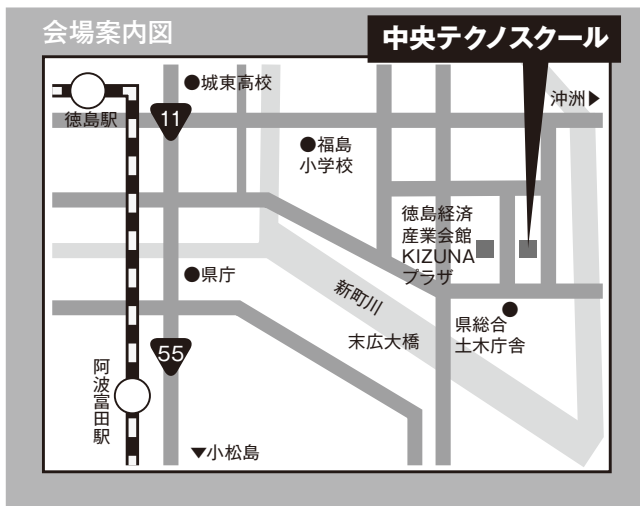 会場案内図
中央テクノスクール
●城東高校
沖洲▶
徳島駅
11
●福島
小学校
徳島経済
産業会館
KIZUNA
プラザ
●県庁
新町川
県総合
土木庁舎
末広大橋
55
阿波富田駅
▼小松島